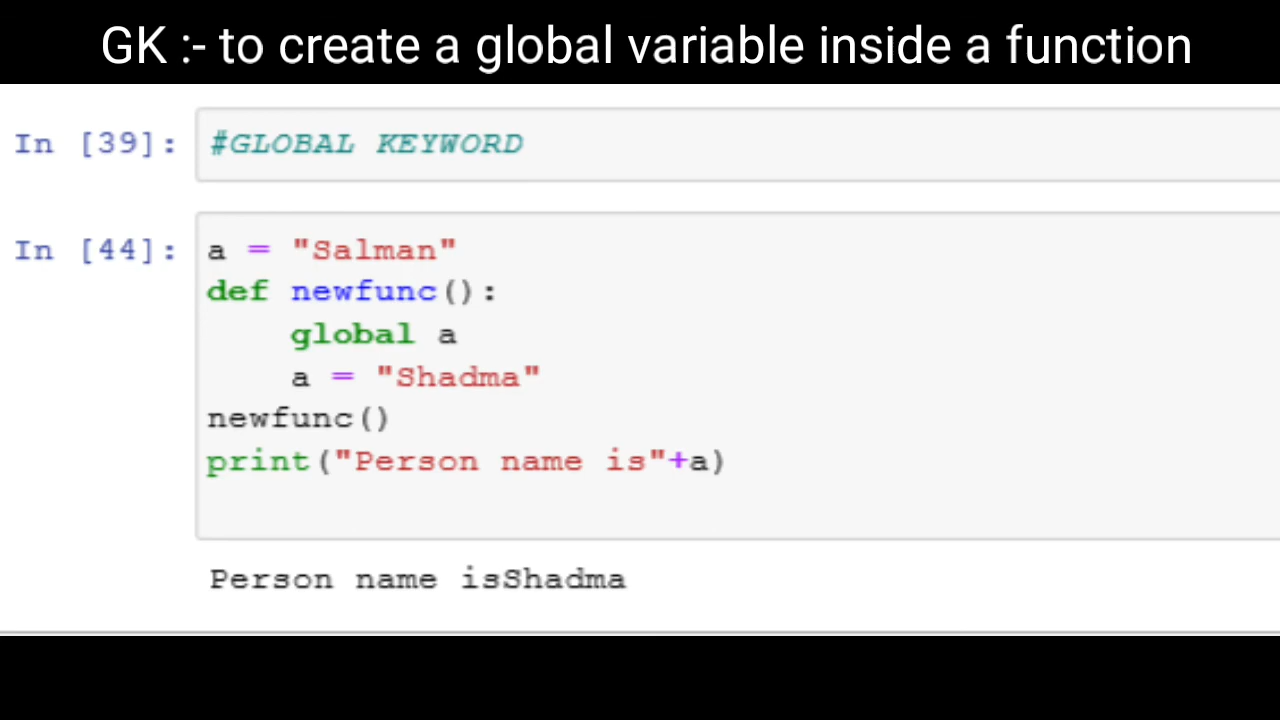 GK :- to create a global variable inside a function
In [39]: #GLOBAL KEYWORD
In [44]: a = "Salman"
def newfunc():
    global a
    a = "Shadma"
newfunc()
print("Person name is"+a)
Person name isShadma